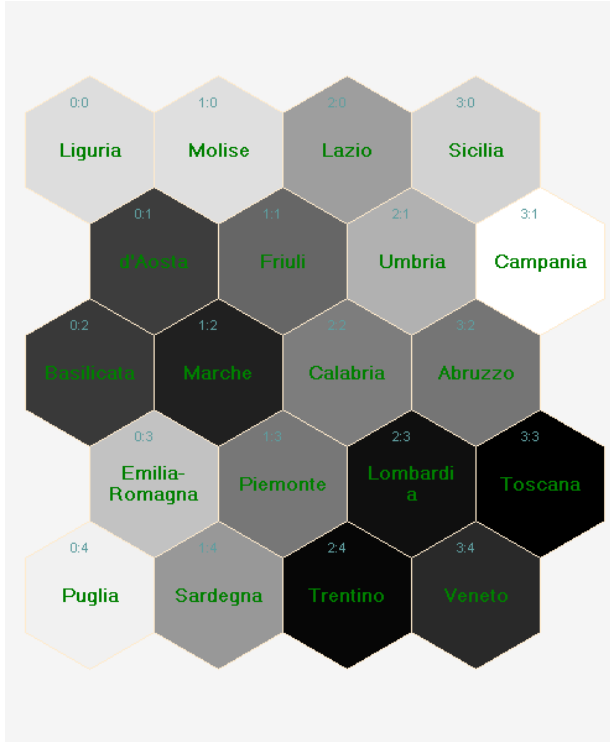 0:0 1:0 2:0 3:0
Liguria Molise Lazio Sicilia
0:1 1:1 2:1 3:1
d'Aosta Friuli Umbria Campania
0:2 1:2 2:2 3:2
Basilicata Marche Calabria Abruzzo
0:3 1:3 2:3 3:3
Emilia-
Romagna Piemonte Lombardi
a Toscana
0:4 1:4 2:4 3:4
Puglia Sardegna Trentino Veneto